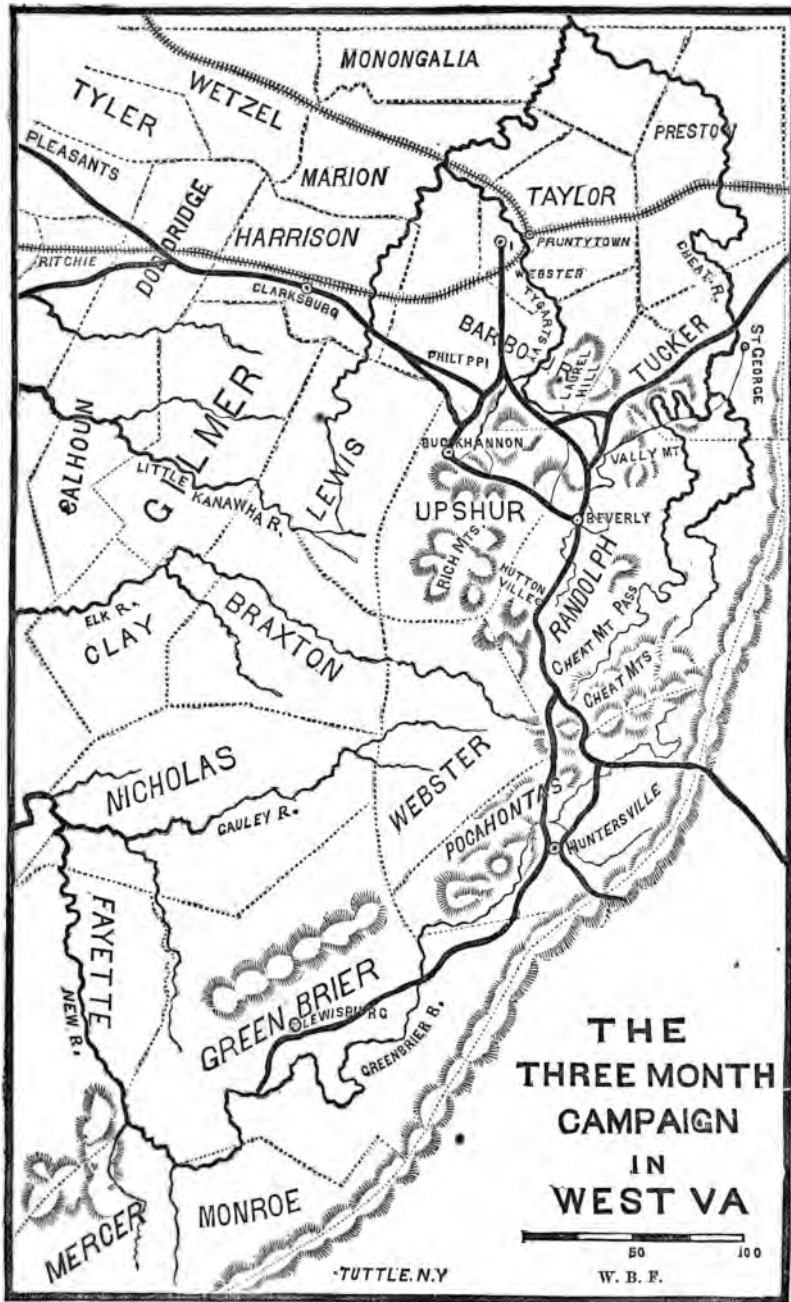 MONONGALIA
WETZEL
TYLER
PRESTON
PLEASANTS
MARION
TAYLOR
DODDRIDGE
HARRISON
PRUNTYTOWN
RITCHIE
WEBSTER
CHEAT R.
CLARKSBURG
TYGARTS VY
BARBO
TUCKER
ST GEORGE
PHILIPPI
LAUREL
HILL
GILMER
CALHOUN
LEWIS
BUCKHANNON
VALLY MT
LITTLE KANAWHA R.
UPSHUR
BEVERLY
RICH MTS.
HUTTON
VILLE
RANDOLPH
ELK R.
BRAXTON
CHEAT MT PASS
CLAY
CHEAT MTS
NICHOLAS
WEBSTER
POCAHONTAS
GAULEY R.
HUNTERSVILLE
FAYETTE
GREEN BRIER
LEWISBURG
NEW R.
GREENBRIER R.
THE
THREE MONTH
CAMPAIGN
IN
WEST VA
MONROE
MERCER
50 100
TUTTLE. N.Y
W. B. F.